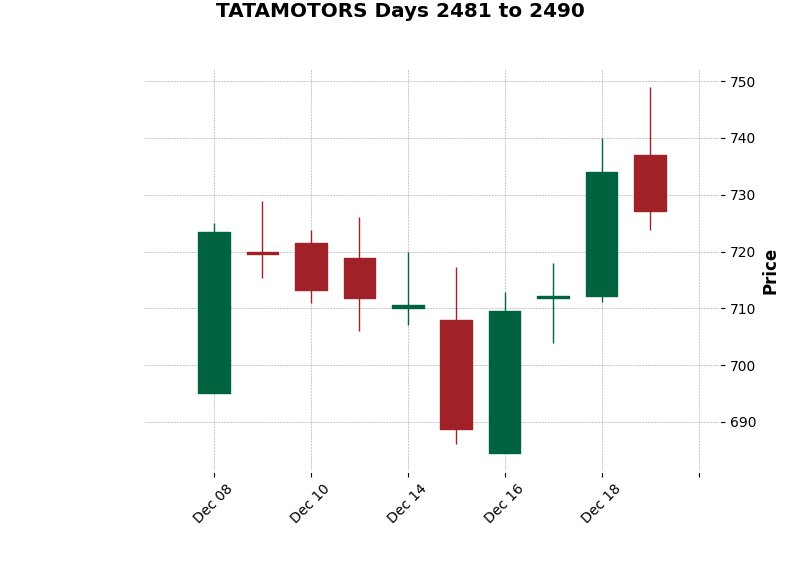 TATAMOTORS Days 2481 to 2490
750
740
730
720
710
700
690
Price
Dec 08
Dec 10
Dec 14
Dec 16
Dec 18